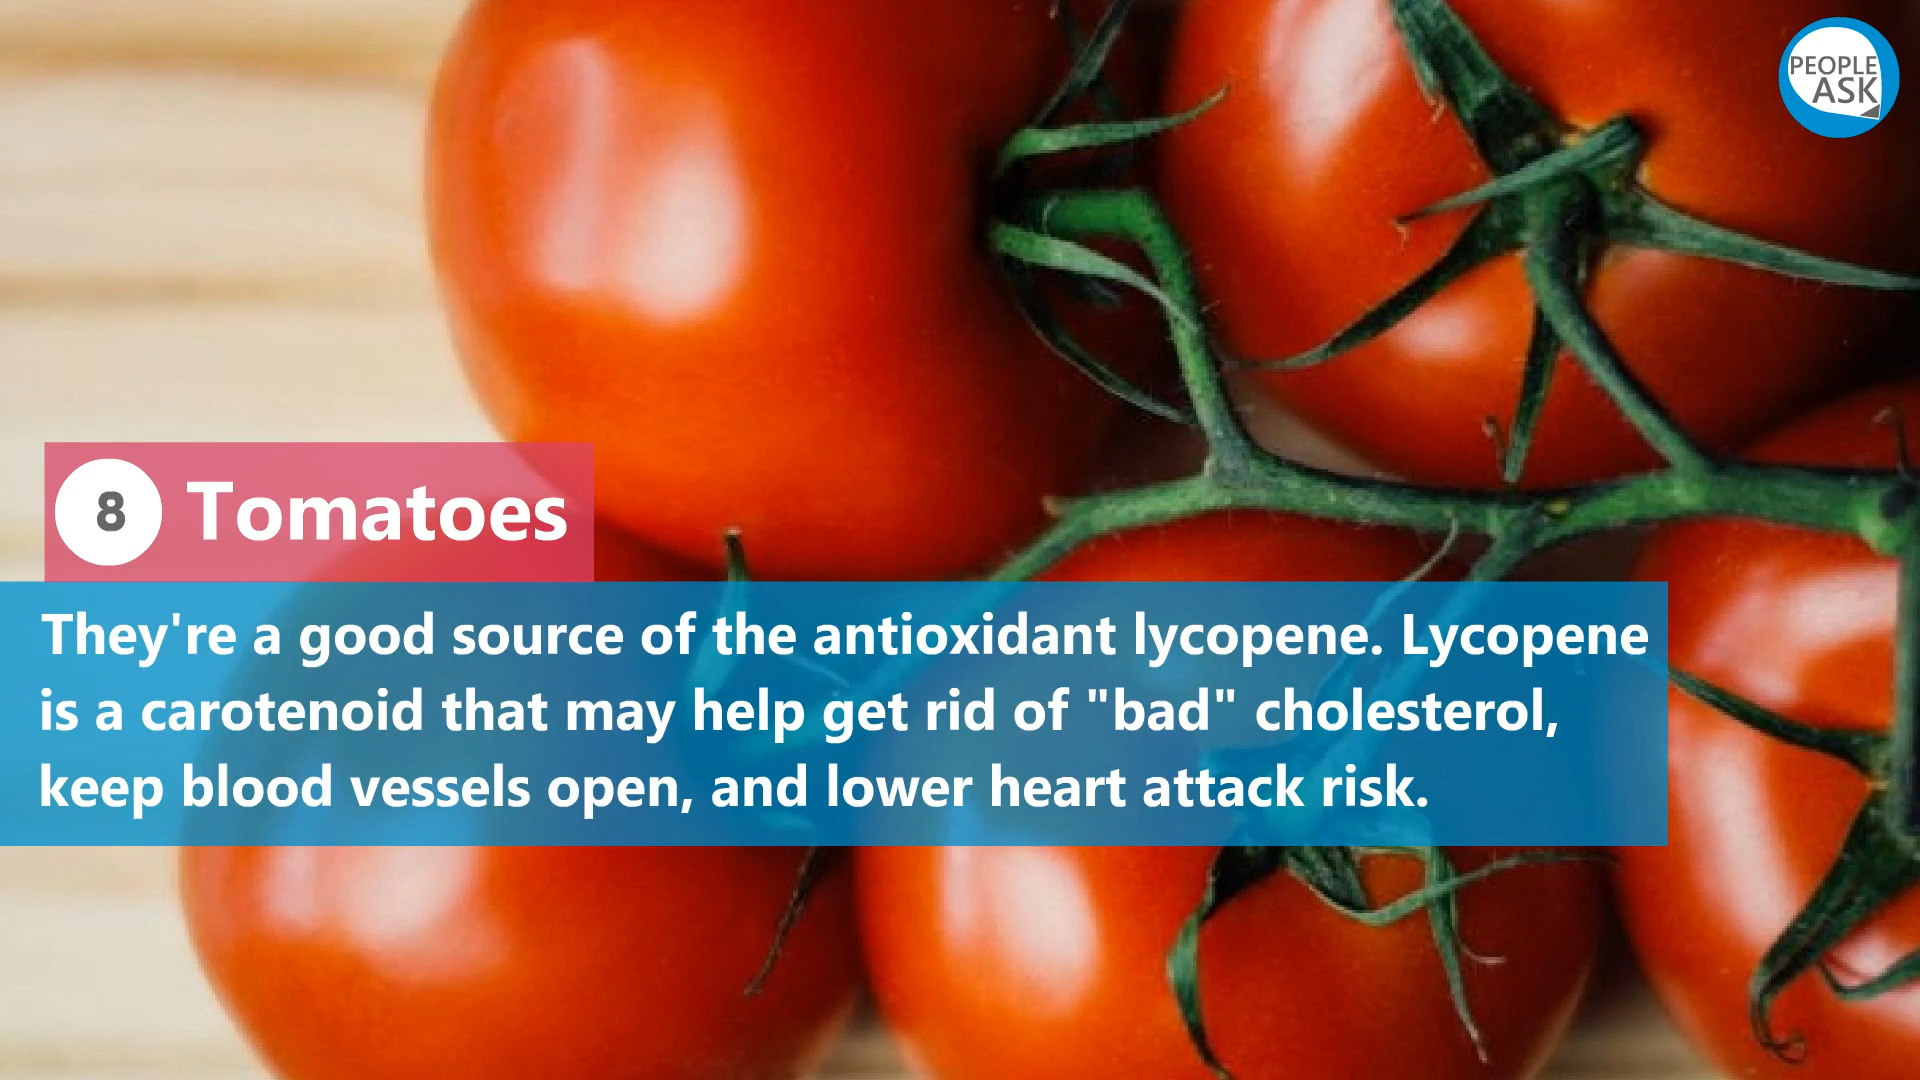 PEOPLE
ASK
8 Tomatoes
They're a good source of the antioxidant lycopene. Lycopene
is a carotenoid that may help get rid of "bad" cholesterol,
keep blood vessels open, and lower heart attack risk.